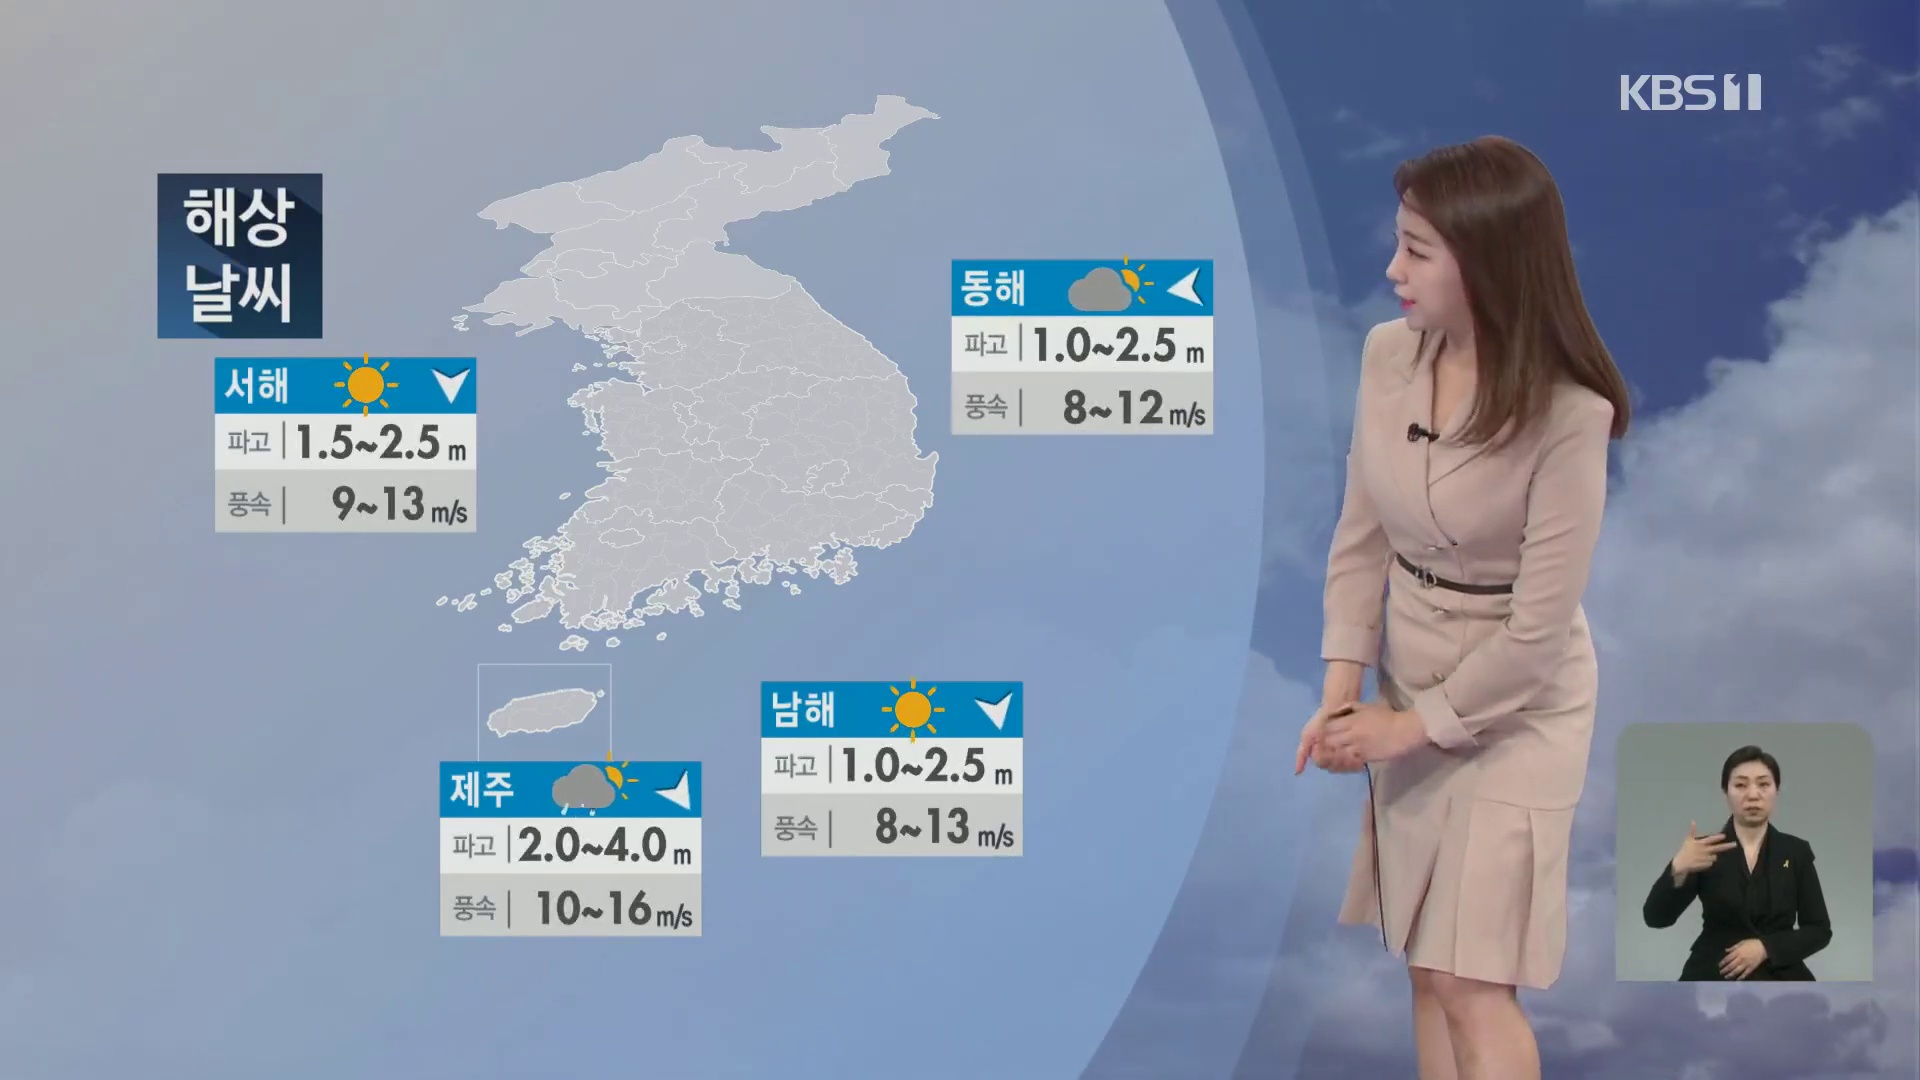 KBS 1
해상
날씨
동해
파고 1.0~2.5 m
풍속 8~12 m/s
서해
파고 1.5~2.5 m
풍속 9~13 m/s
남해
파고 1.0~2.5 m
풍속 8~13 m/s
제주
파고 2.0~4.0 m
풍속 10~16 m/s